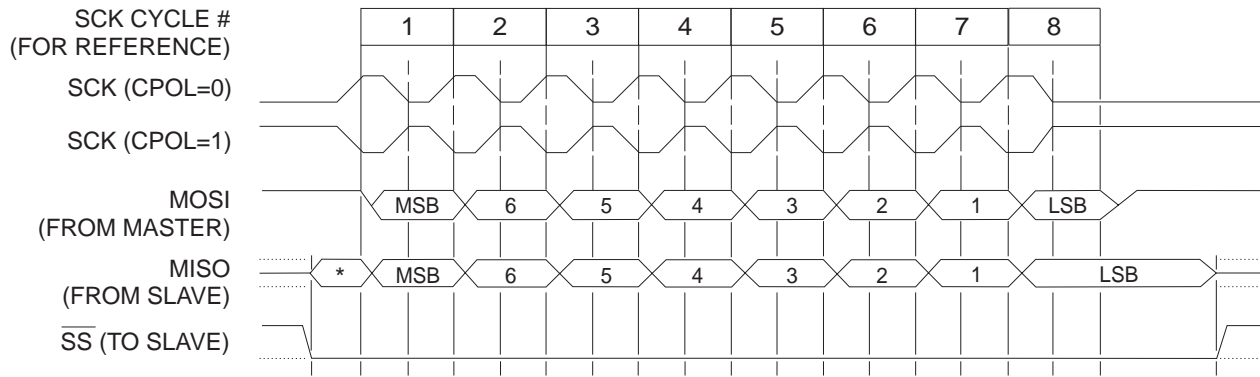 SCK CYCLE #
(FOR REFERENCE)
1 2 3 4 5 6 7 8
SCK (CPOL=0)
SCK (CPOL=1)
MOSI
(FROM MASTER)
MSB 6 5 4 3 2 1 LSB
MISO
(FROM SLAVE)
* MSB 6 5 4 3 2 1 LSB
SS (TO SLAVE)